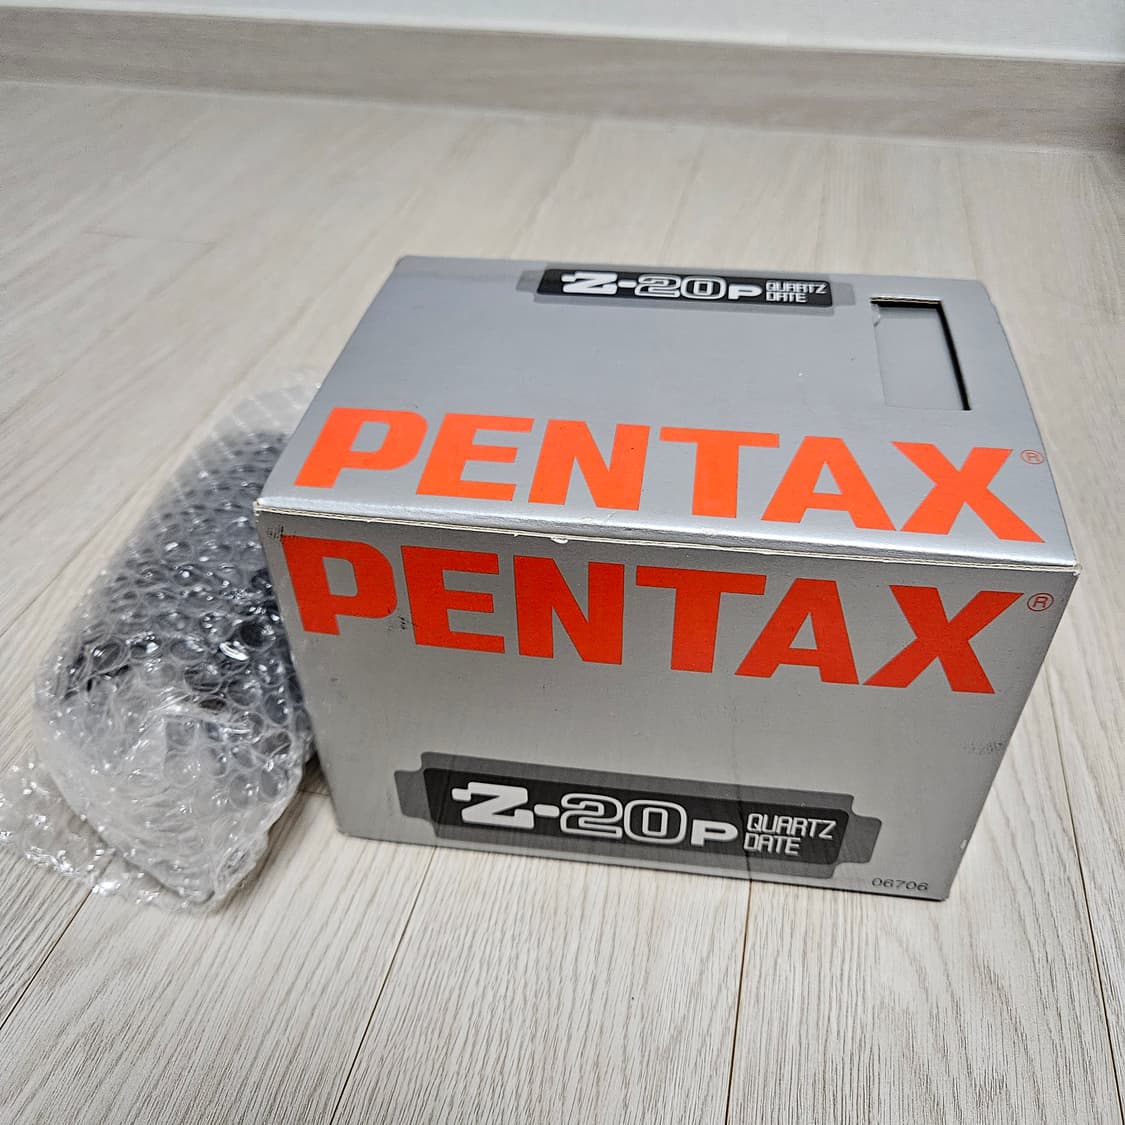 Z-20P QUARTZ
DATE
PENTAX®
PENTAX®
Z-20P QUARTZ
DATE
06706